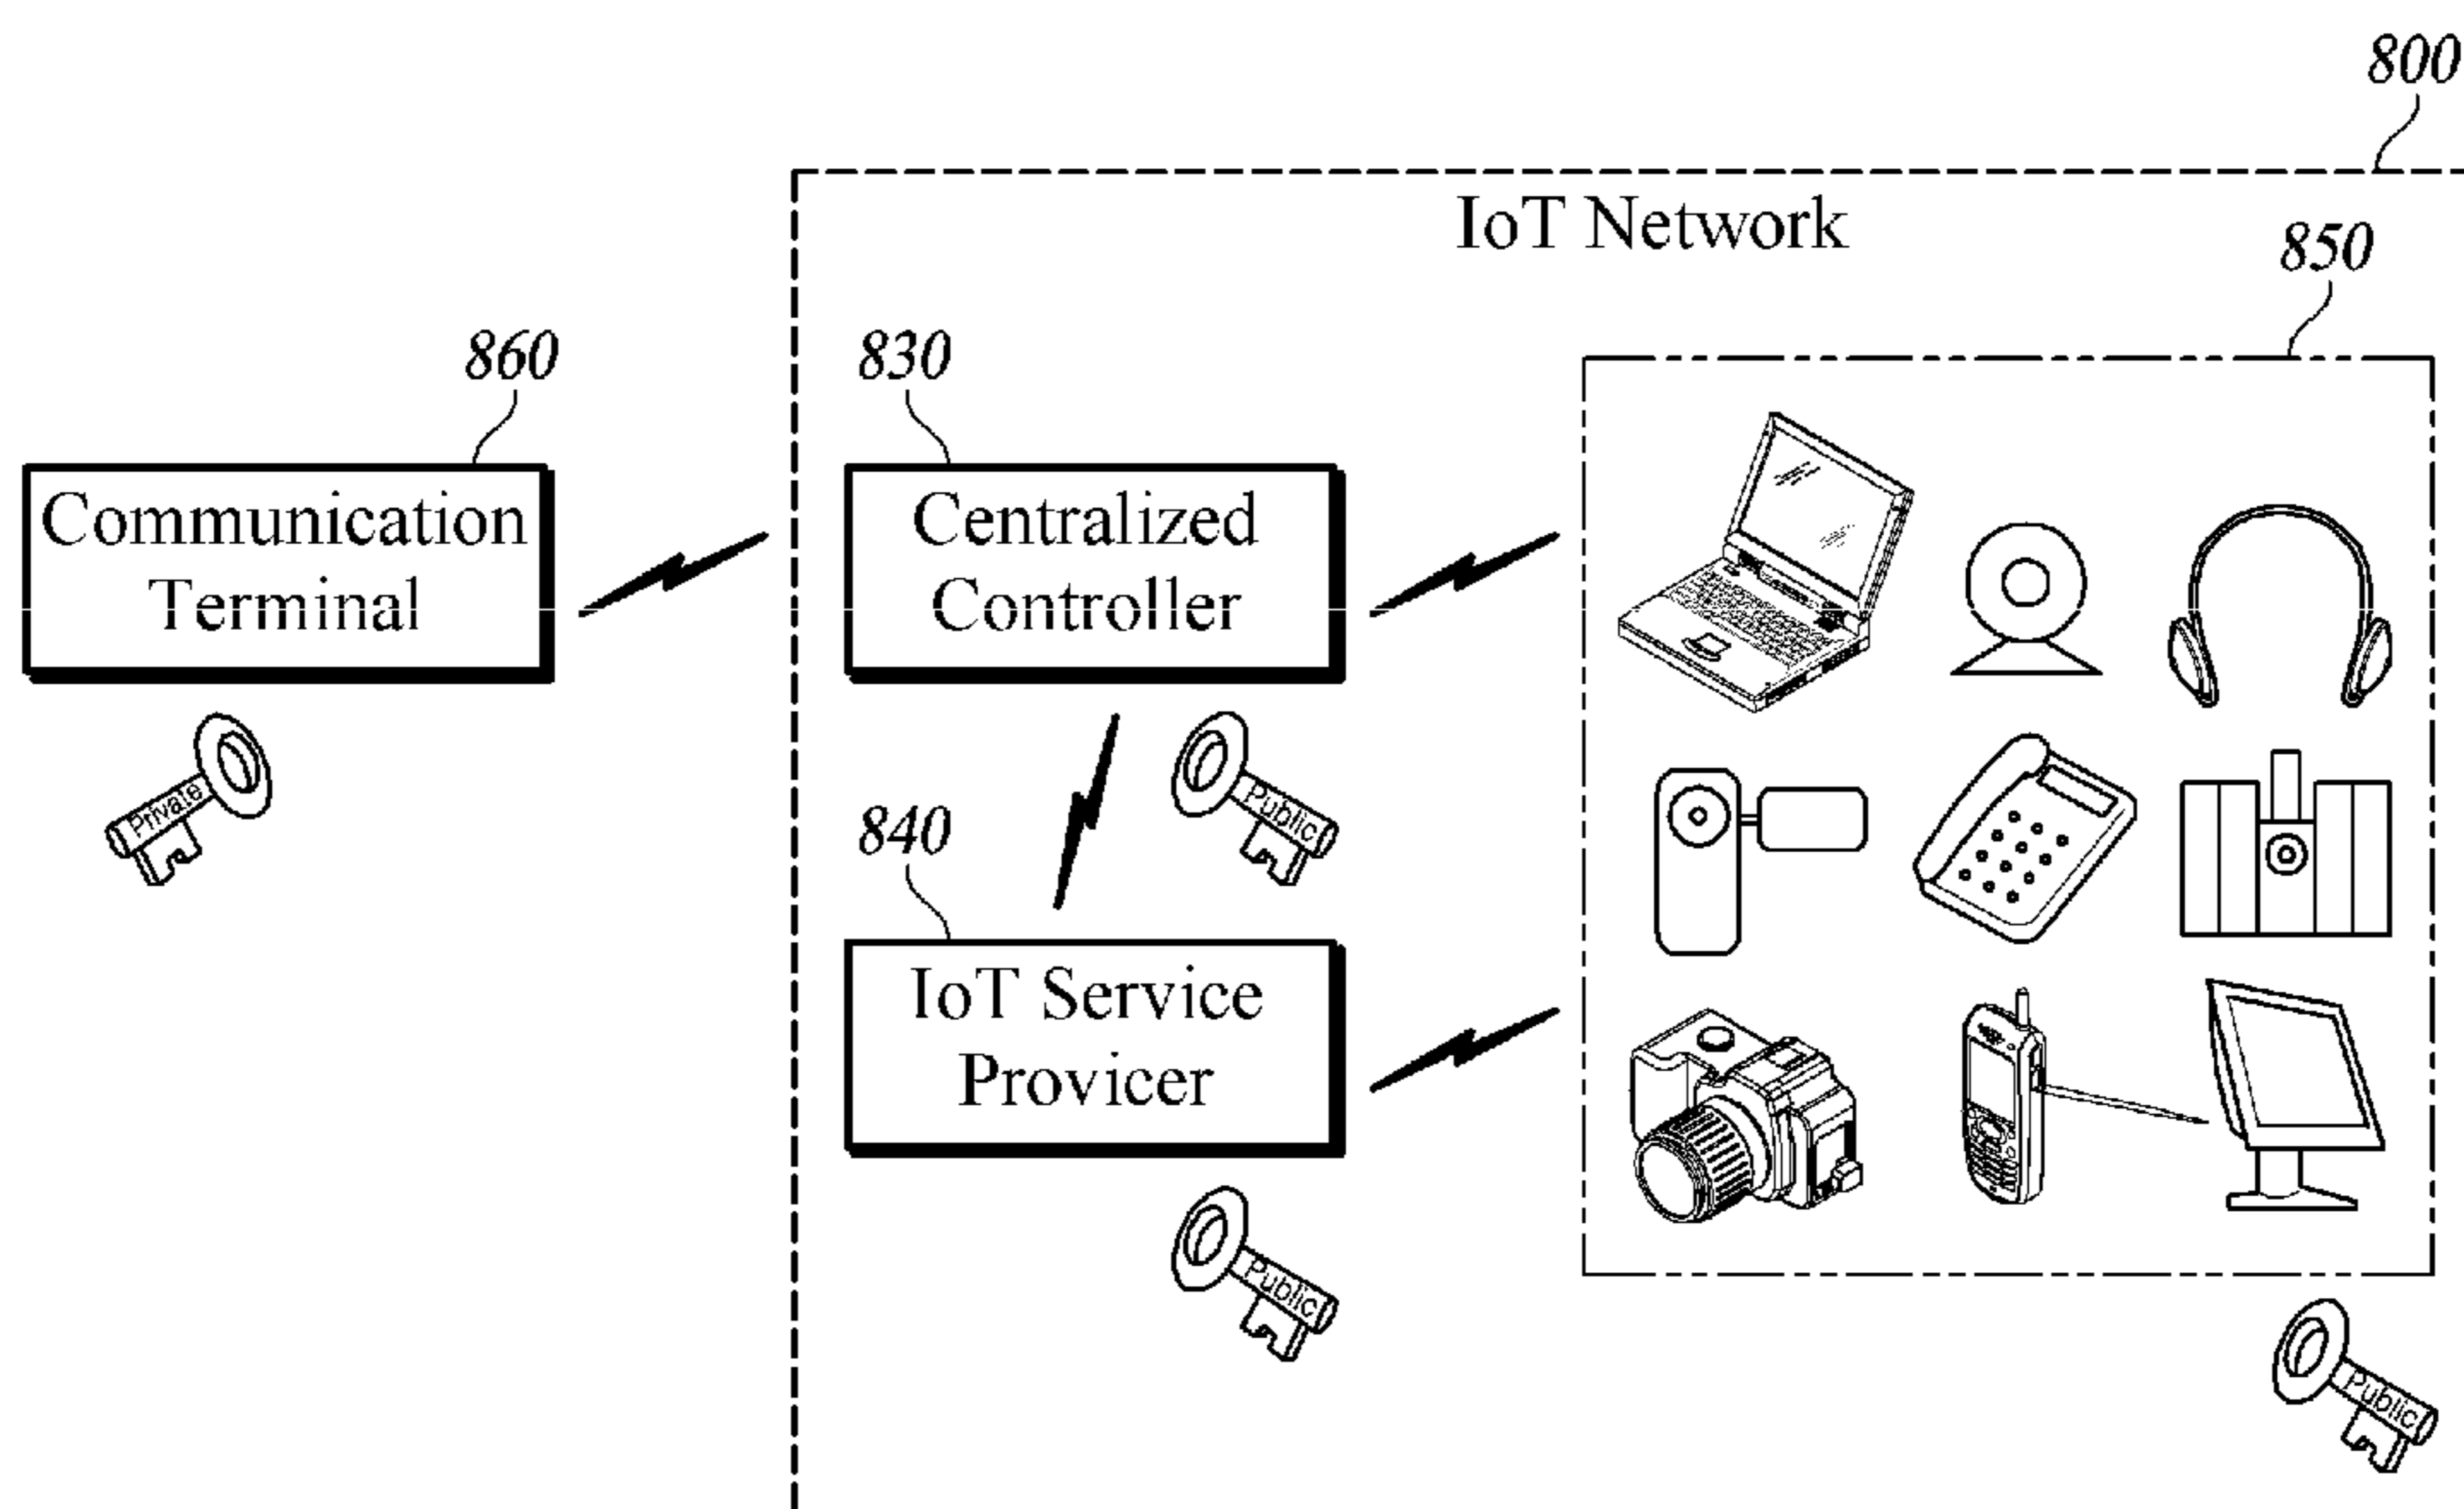 800
IoT Network
850
860
830
Communication
Terminal
Centralized
Controller
Private
Public
840
IoT Service
Provicer
Public
Public